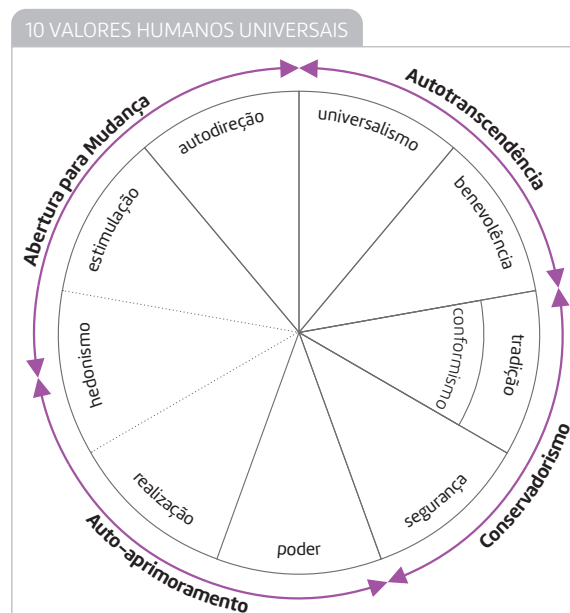 10 VALORES HUMANOS UNIVERSAIS
Abertura para Mudança
Autotranscendência
autodireção
universalismo
estimulação
benevolência
hedonismo
conformismo
tradição
realização
segurança
poder
Auto-aprimoramento
Conservadorismo